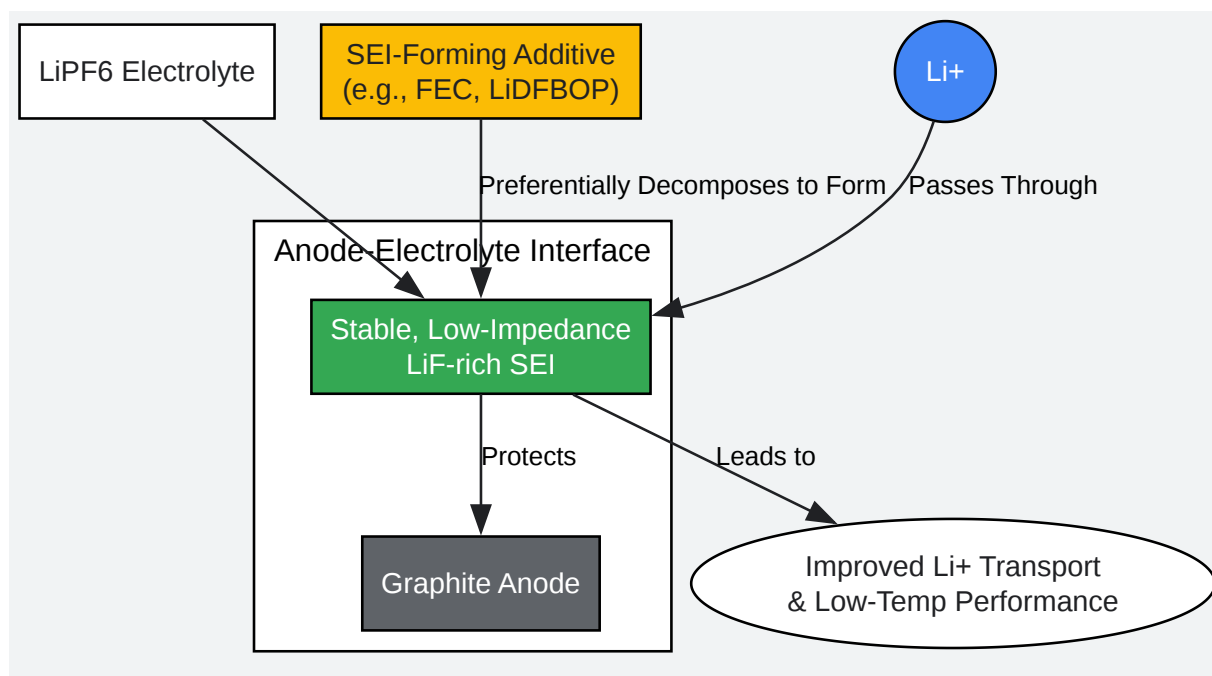 LiPF6 Electrolyte
SEI-Forming Additive
(e.g., FEC, LiDFBOP)
Li+
Preferentially Decomposes to Form
Passes Through
Anode-Electrolyte Interface
Stable, Low-Impedance
LiF-rich SEI
Protects
Leads to
Graphite Anode
Improved Li+ Transport
& Low-Temp Performance